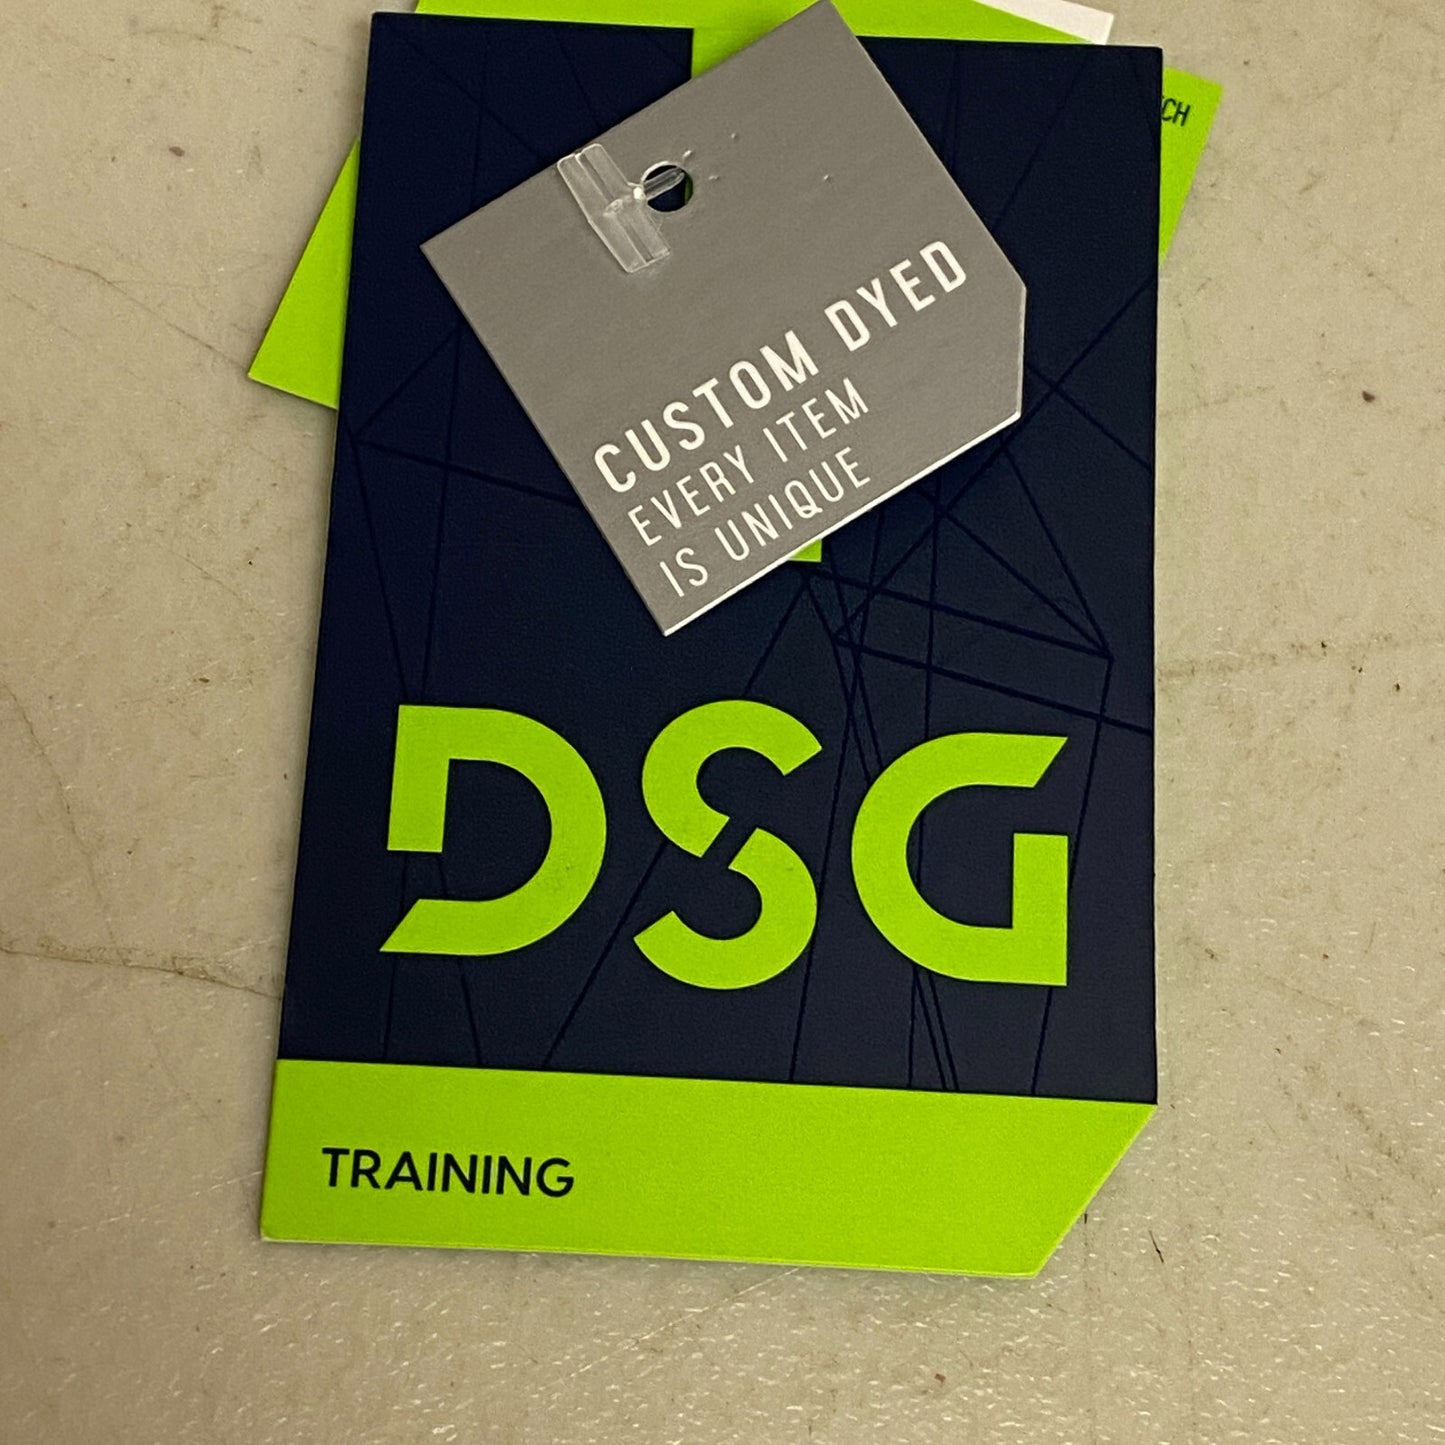 CUSTOM DYED
EVERY ITEM
IS UNIQUE
DSG
TRAINING